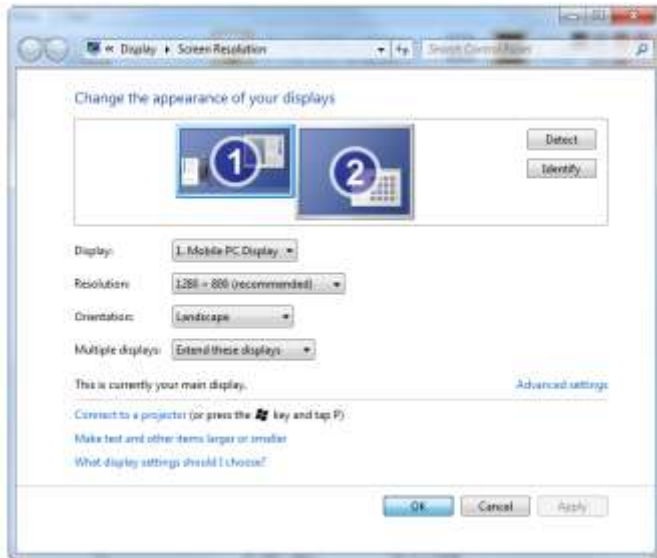 « Display ▸ Screen Resolution
Search Control Panel
Change the appearance of your displays
1
2
Detect
Identify
Display:
1. Mobile PC Display
Resolution:
1280 × 800 (recommended)
Orientation:
Landscape
Multiple displays:
Extend these displays
This is currently your main display.
Advanced settings
Connect to a projector (or press the key and tap P)
Make text and other items larger or smaller
What display settings should I choose?
OK
Cancel
Apply